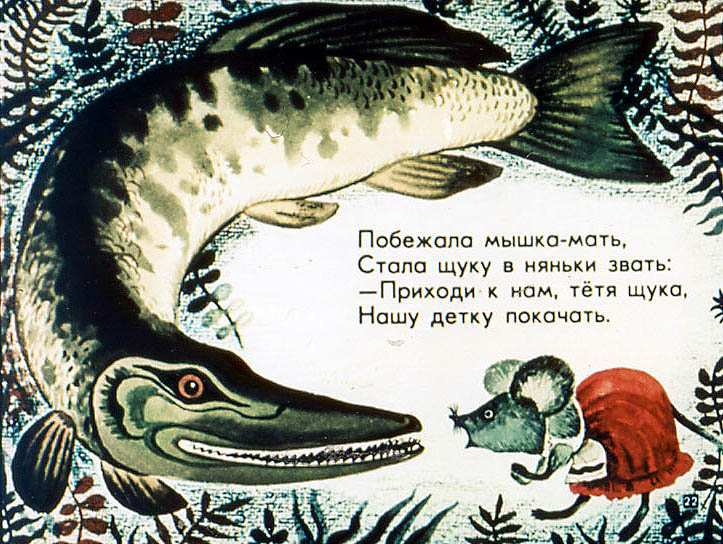 Побежала мышка-мать,
Стала щуку в няньки звать:
—Приходи к нам, тётя щука,
Нашу детку покачать.
22